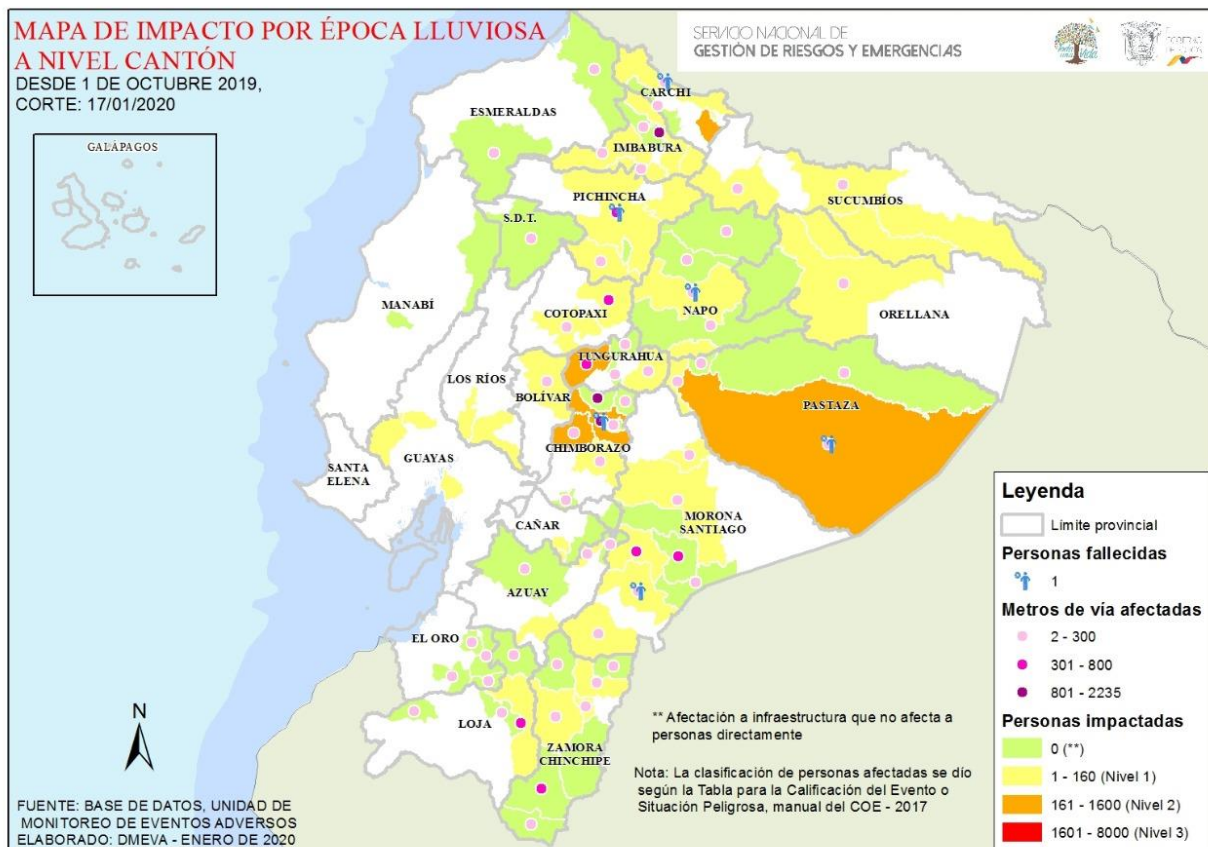 MAPA DE IMPACTO POR ÉPOCA LLUVIOSA
A NIVEL CANTÓN
DESDE 1 DE OCTUBRE 2019,
CORTE: 17/01/2020
SERVICIO NACIONAL DE
GESTIÓN DE RIESGOS Y EMERGENCIAS
GALÁPAGOS
ESMERALDAS
CARCHI
IMBABURA
PICHINCHA
SUCUMBÍOS
S.D.T.
MANABÍ
COTOPAXI
NAPO
ORELLANA
TUNGURAHUA
LOS RÍOS
BOLÍVAR
PASTAZA
CHIMBORAZO
GUAYAS
SANTA
ELENA
CAÑAR
MORONA
SANTIAGO
AZUAY
EL ORO
LOJA
ZAMORA
CHINCHIPE
N
** Afectación a infraestructura que no afecta a
personas directamente
Nota: La clasificación de personas afectadas se dío
según la Tabla para la Calificación del Evento o
Situación Peligrosa, manual del COE - 2017
FUENTE: BASE DE DATOS, UNIDAD DE
MONITOREO DE EVENTOS ADVERSOS
ELABORADO: DMEVA - ENERO DE 2020
Leyenda
Límite provincial
Personas fallecidas
1
Metros de vía afectadas
2 - 300
301 - 800
801 - 2235
Personas impactadas
0 (**)
1 - 160 (Nivel 1)
161 - 1600 (Nivel 2)
1601 - 8000 (Nivel 3)